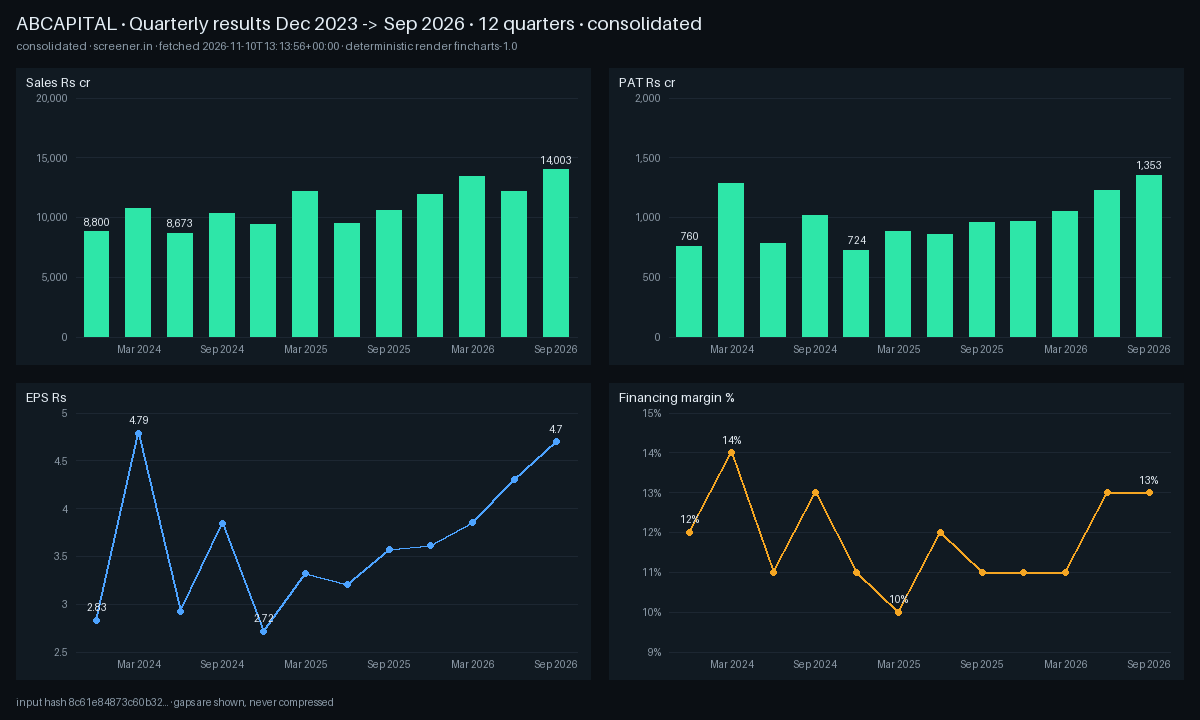 ABCAPITAL · Quarterly results Dec 2023 -> Sep 2026 · 12 quarters · consolidated
consolidated · screener.in · fetched 2026-11-10T13:13:56+00:00 · deterministic render fincharts-1.0
Sales Rs cr
20,000
15,000
10,000
5,000
0
8,800
8,673
14,003
Mar 2024
Sep 2024
Mar 2025
Sep 2025
Mar 2026
Sep 2026
PAT Rs cr
2,000
1,500
1,000
500
0
760
724
1,353
Mar 2024
Sep 2024
Mar 2025
Sep 2025
Mar 2026
Sep 2026
EPS Rs
5
4.5
4
3.5
3
2.5
2.83
4.79
2.72
4.7
Mar 2024
Sep 2024
Mar 2025
Sep 2025
Mar 2026
Sep 2026
Financing margin %
15%
14%
13%
12%
11%
10%
9%
12%
14%
10%
13%
Mar 2024
Sep 2024
Mar 2025
Sep 2025
Mar 2026
Sep 2026
input hash 8c61e84873c60b32… · gaps are shown, never compressed